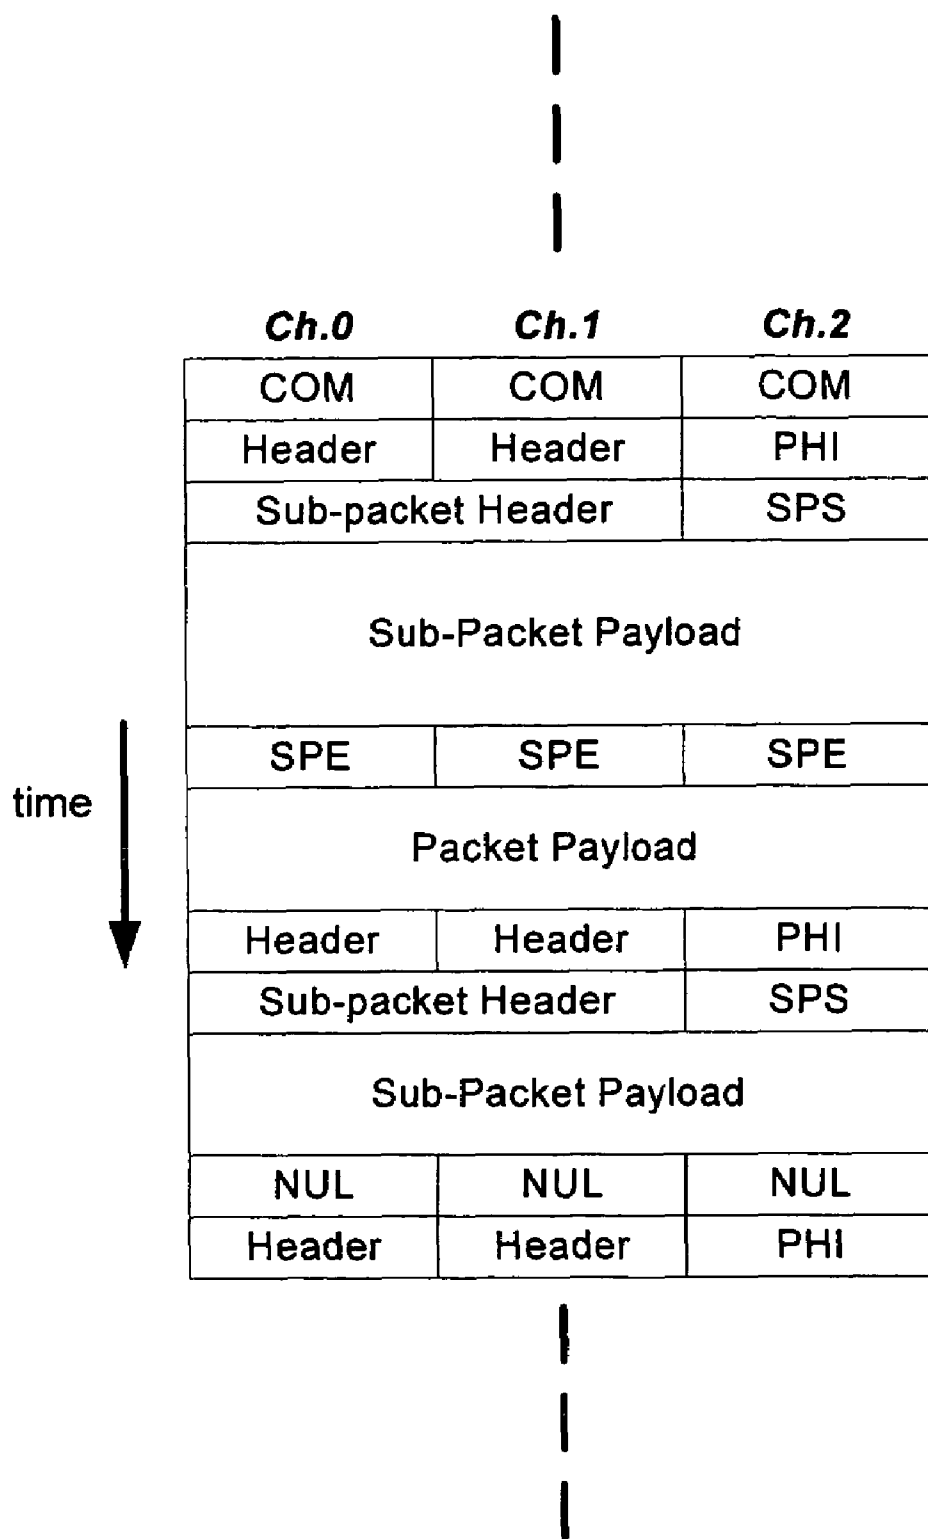 Ch.0 Ch.1 Ch.2
COM COM COM
Header Header PHI
Sub-packet Header SPS
Sub-Packet Payload
SPE SPE SPE
time
Packet Payload
Header Header PHI
Sub-packet Header SPS
Sub-Packet Payload
NUL NUL NUL
Header Header PHI